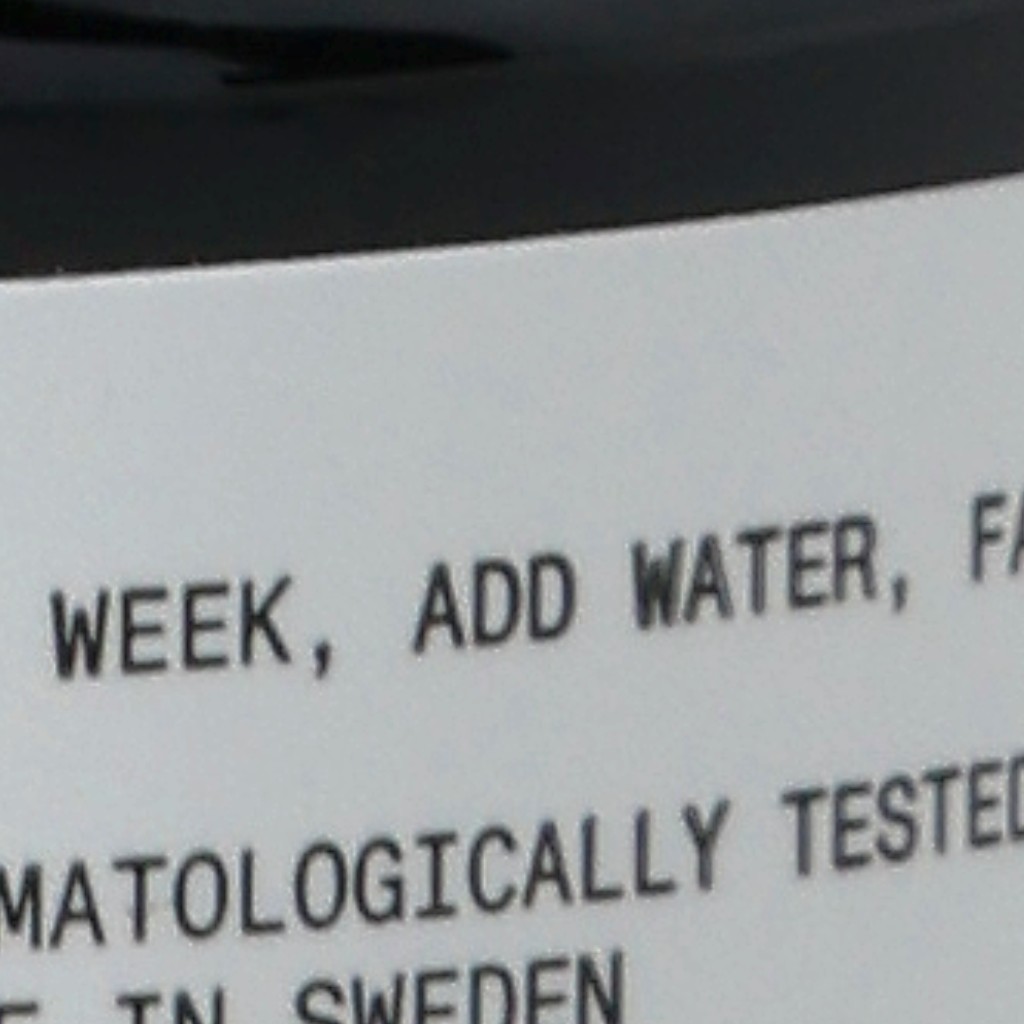 WEEK, ADD WATER,
MATOLOGICALLY TESTED
IN SWEDEN